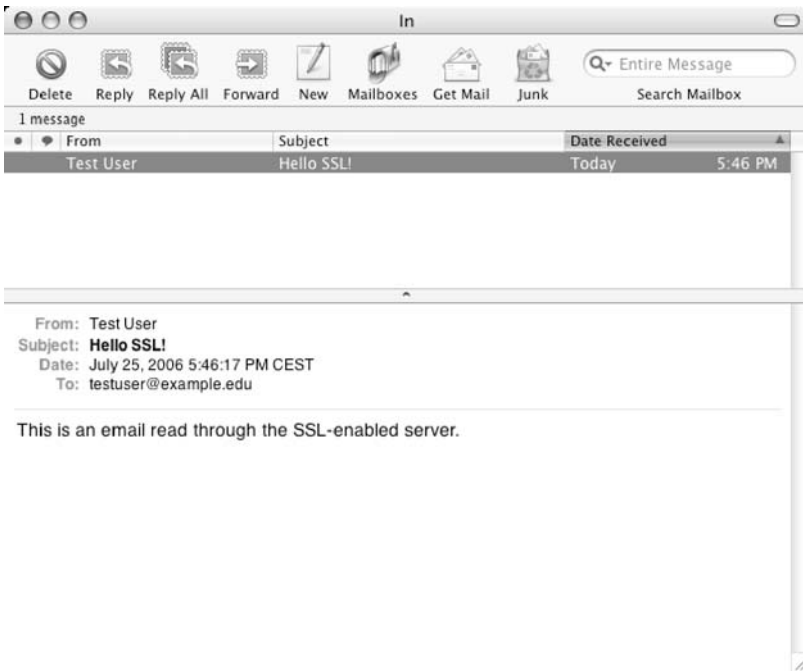 In
Entire Message
Delete Reply Reply All Forward New Mailboxes Get Mail Junk Search Mailbox
1 message
From Subject Date Received
Test User Hello SSL! Today 5:46 PM
From: Test User
Subject: Hello SSL!
Date: July 25, 2006 5:46:17 PM CEST
To: testuser@example.edu
This is an email read through the SSL-enabled server.